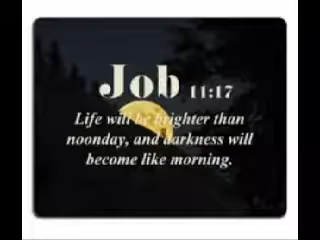 Job 11:17
Life will be brighter than
noonday, and darkness will
become like morning.